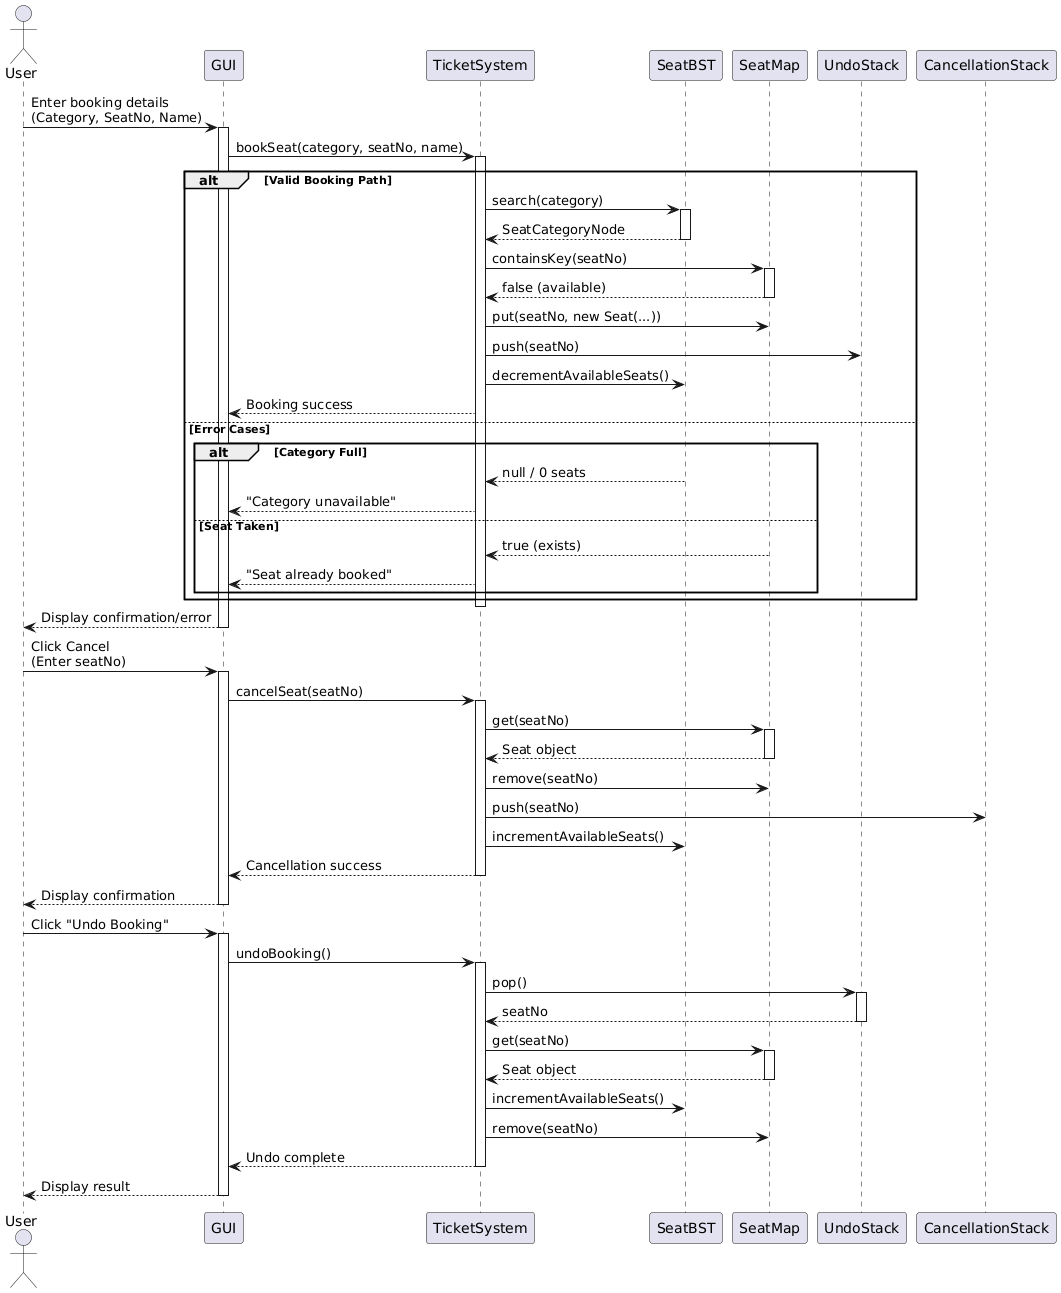 User
GUI
TicketSystem
SeatBST
SeatMap
UndoStack
CancellationStack
Enter booking details
(Category, SeatNo, Name)
bookSeat(category, seatNo, name)
alt
[Valid Booking Path]
search(category)
SeatCategoryNode
containsKey(seatNo)
false (available)
put(seatNo, new Seat(...))
push(seatNo)
decrementAvailableSeats()
Booking success
[Error Cases]
alt
[Category Full]
null / 0 seats
"Category unavailable"
[Seat Taken]
true (exists)
"Seat already booked"
Display confirmation/error
Click Cancel
(Enter seatNo)
cancelSeat(seatNo)
get(seatNo)
Seat object
remove(seatNo)
push(seatNo)
incrementAvailableSeats()
Cancellation success
Display confirmation
Click "Undo Booking"
undoBooking()
pop()
seatNo
get(seatNo)
Seat object
incrementAvailableSeats()
remove(seatNo)
Undo complete
Display result
User
GUI
TicketSystem
SeatBST
SeatMap
UndoStack
CancellationStack